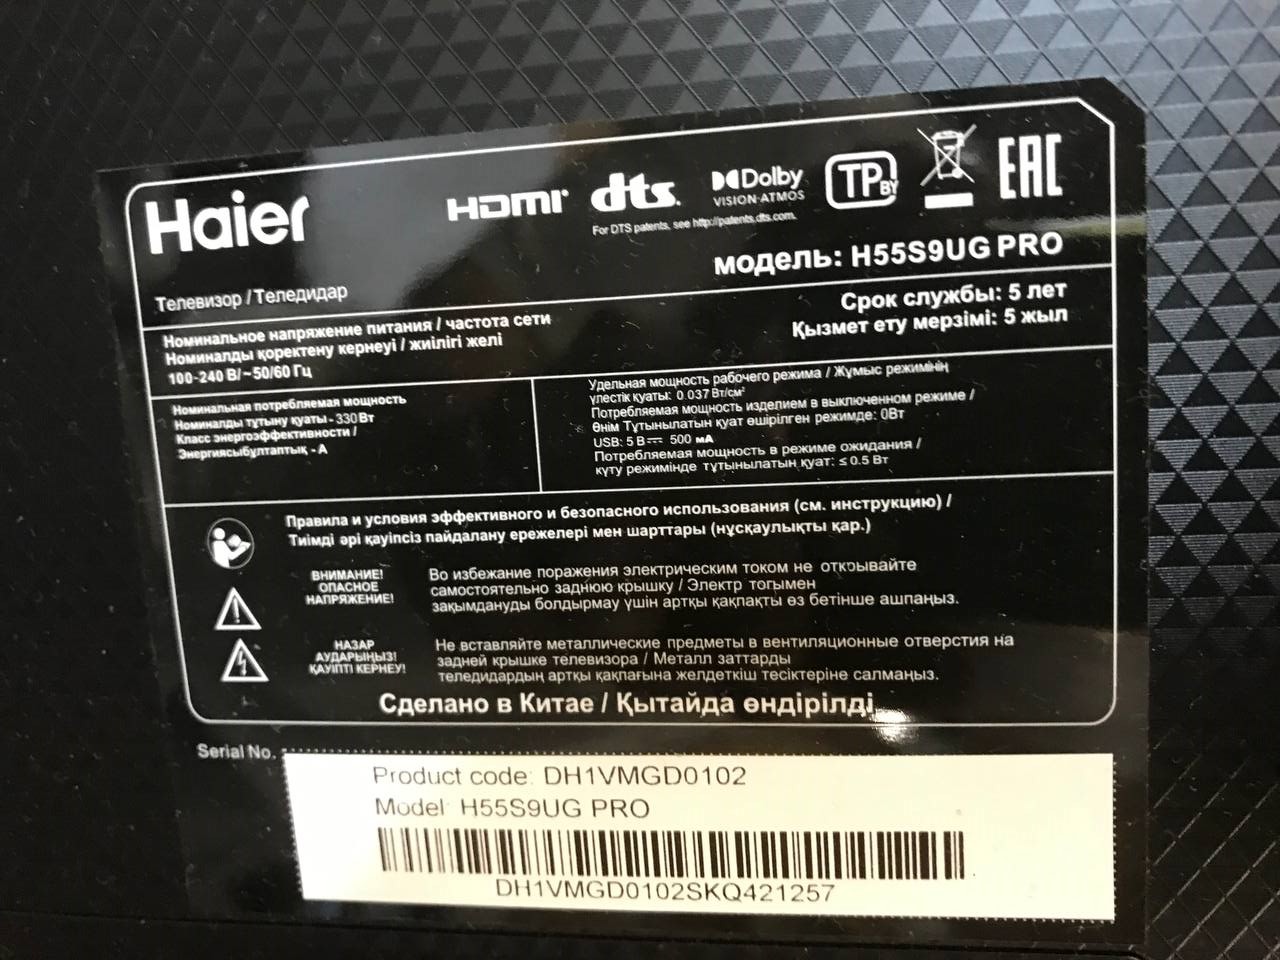 Haier
HDMI dts Dolby
VISION·ATMOS
TP BY
EAC
For DTS patents, see http://patents.dts.com.
модель: H55S9UG PRO
Телевизор / Теледидар
Срок службы: 5 лет
Қызмет ету мерзімі: 5 жыл
Номинальное напряжение питания / частота сети
Номиналды қоректену кернеуі / жиілігі желі
100-240 В/~50/60 Гц
Номинальная потребляемая мощность
Номиналды тұтыну қуаты - 330 Вт
Класс энергоэффективности /
Энергиясыбұлтаптық - А
Удельная мощность рабочего режима / Жұмыс режимінің
үлестік қуаты: 0.037 Вт/см²
Потребляемая мощность изделием в выключенном режиме /
Өнім Тұтынылатын қуат өшірілген режимде: 0Вт
USB: 5 В⎓ 500 мА
Потребляемая мощность в режиме ожидания /
күту режимінде тұтынылатын қуат: ≤ 0.5 Вт
Правила и условия эффективного и безопасного использования (см. инструкцию) /
Тиімді әрі қауіпсіз пайдалану ережелері мен шарттары (нұсқаулықты қар.)
ВНИМАНИЕ!
ОПАСНОЕ
НАПРЯЖЕНИЕ!
Во избежание поражения электрическим током не открывайте
самостоятельно заднюю крышку / Электр тогымен
зақымдануды болдырмау үшін артқы қақпақты өз бетінше ашпаңыз.
НАЗАР
АУДАРЫҢЫЗ!
ҚАУІПТІ КЕРНЕУ!
Не вставляйте металлические предметы в вентиляционные отверстия на
задней крышке телевизора / Металл заттарды
теледидардың артқы қақпағына желдеткіш тесіктеріне салмаңыз.
Сделано в Китае / Қытайда өндірілді
Serial No.
Product code: DH1VMGD0102
Model: H55S9UG PRO
DH1VMGD0102SKQ421257